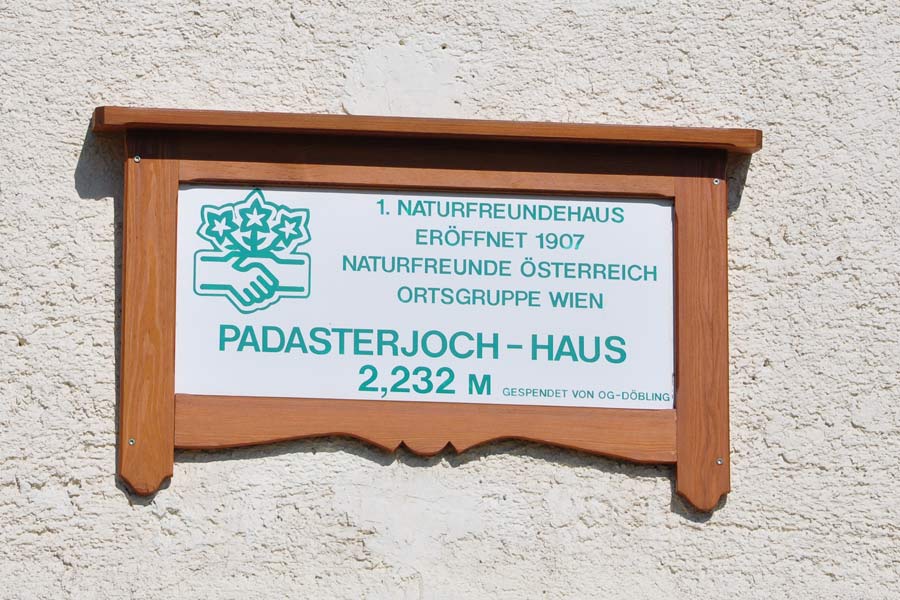 1. NATURFREUNDEHAUS
ERÖFFNET 1907
NATURFREUNDE ÖSTERREICH
ORTSGRUPPE WIEN
PADASTERJOCH – HAUS
2,232 M GESPENDET VON OG-DÖBLING